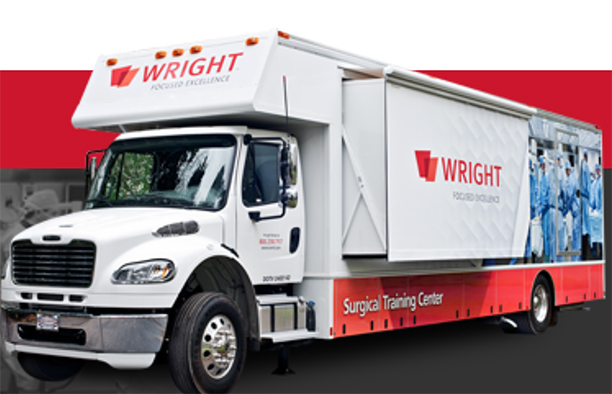 WRIGHT
FOCUSED EXCELLENCE
WRIGHT
FOCUSED EXCELLENCE
Surgical Training Center